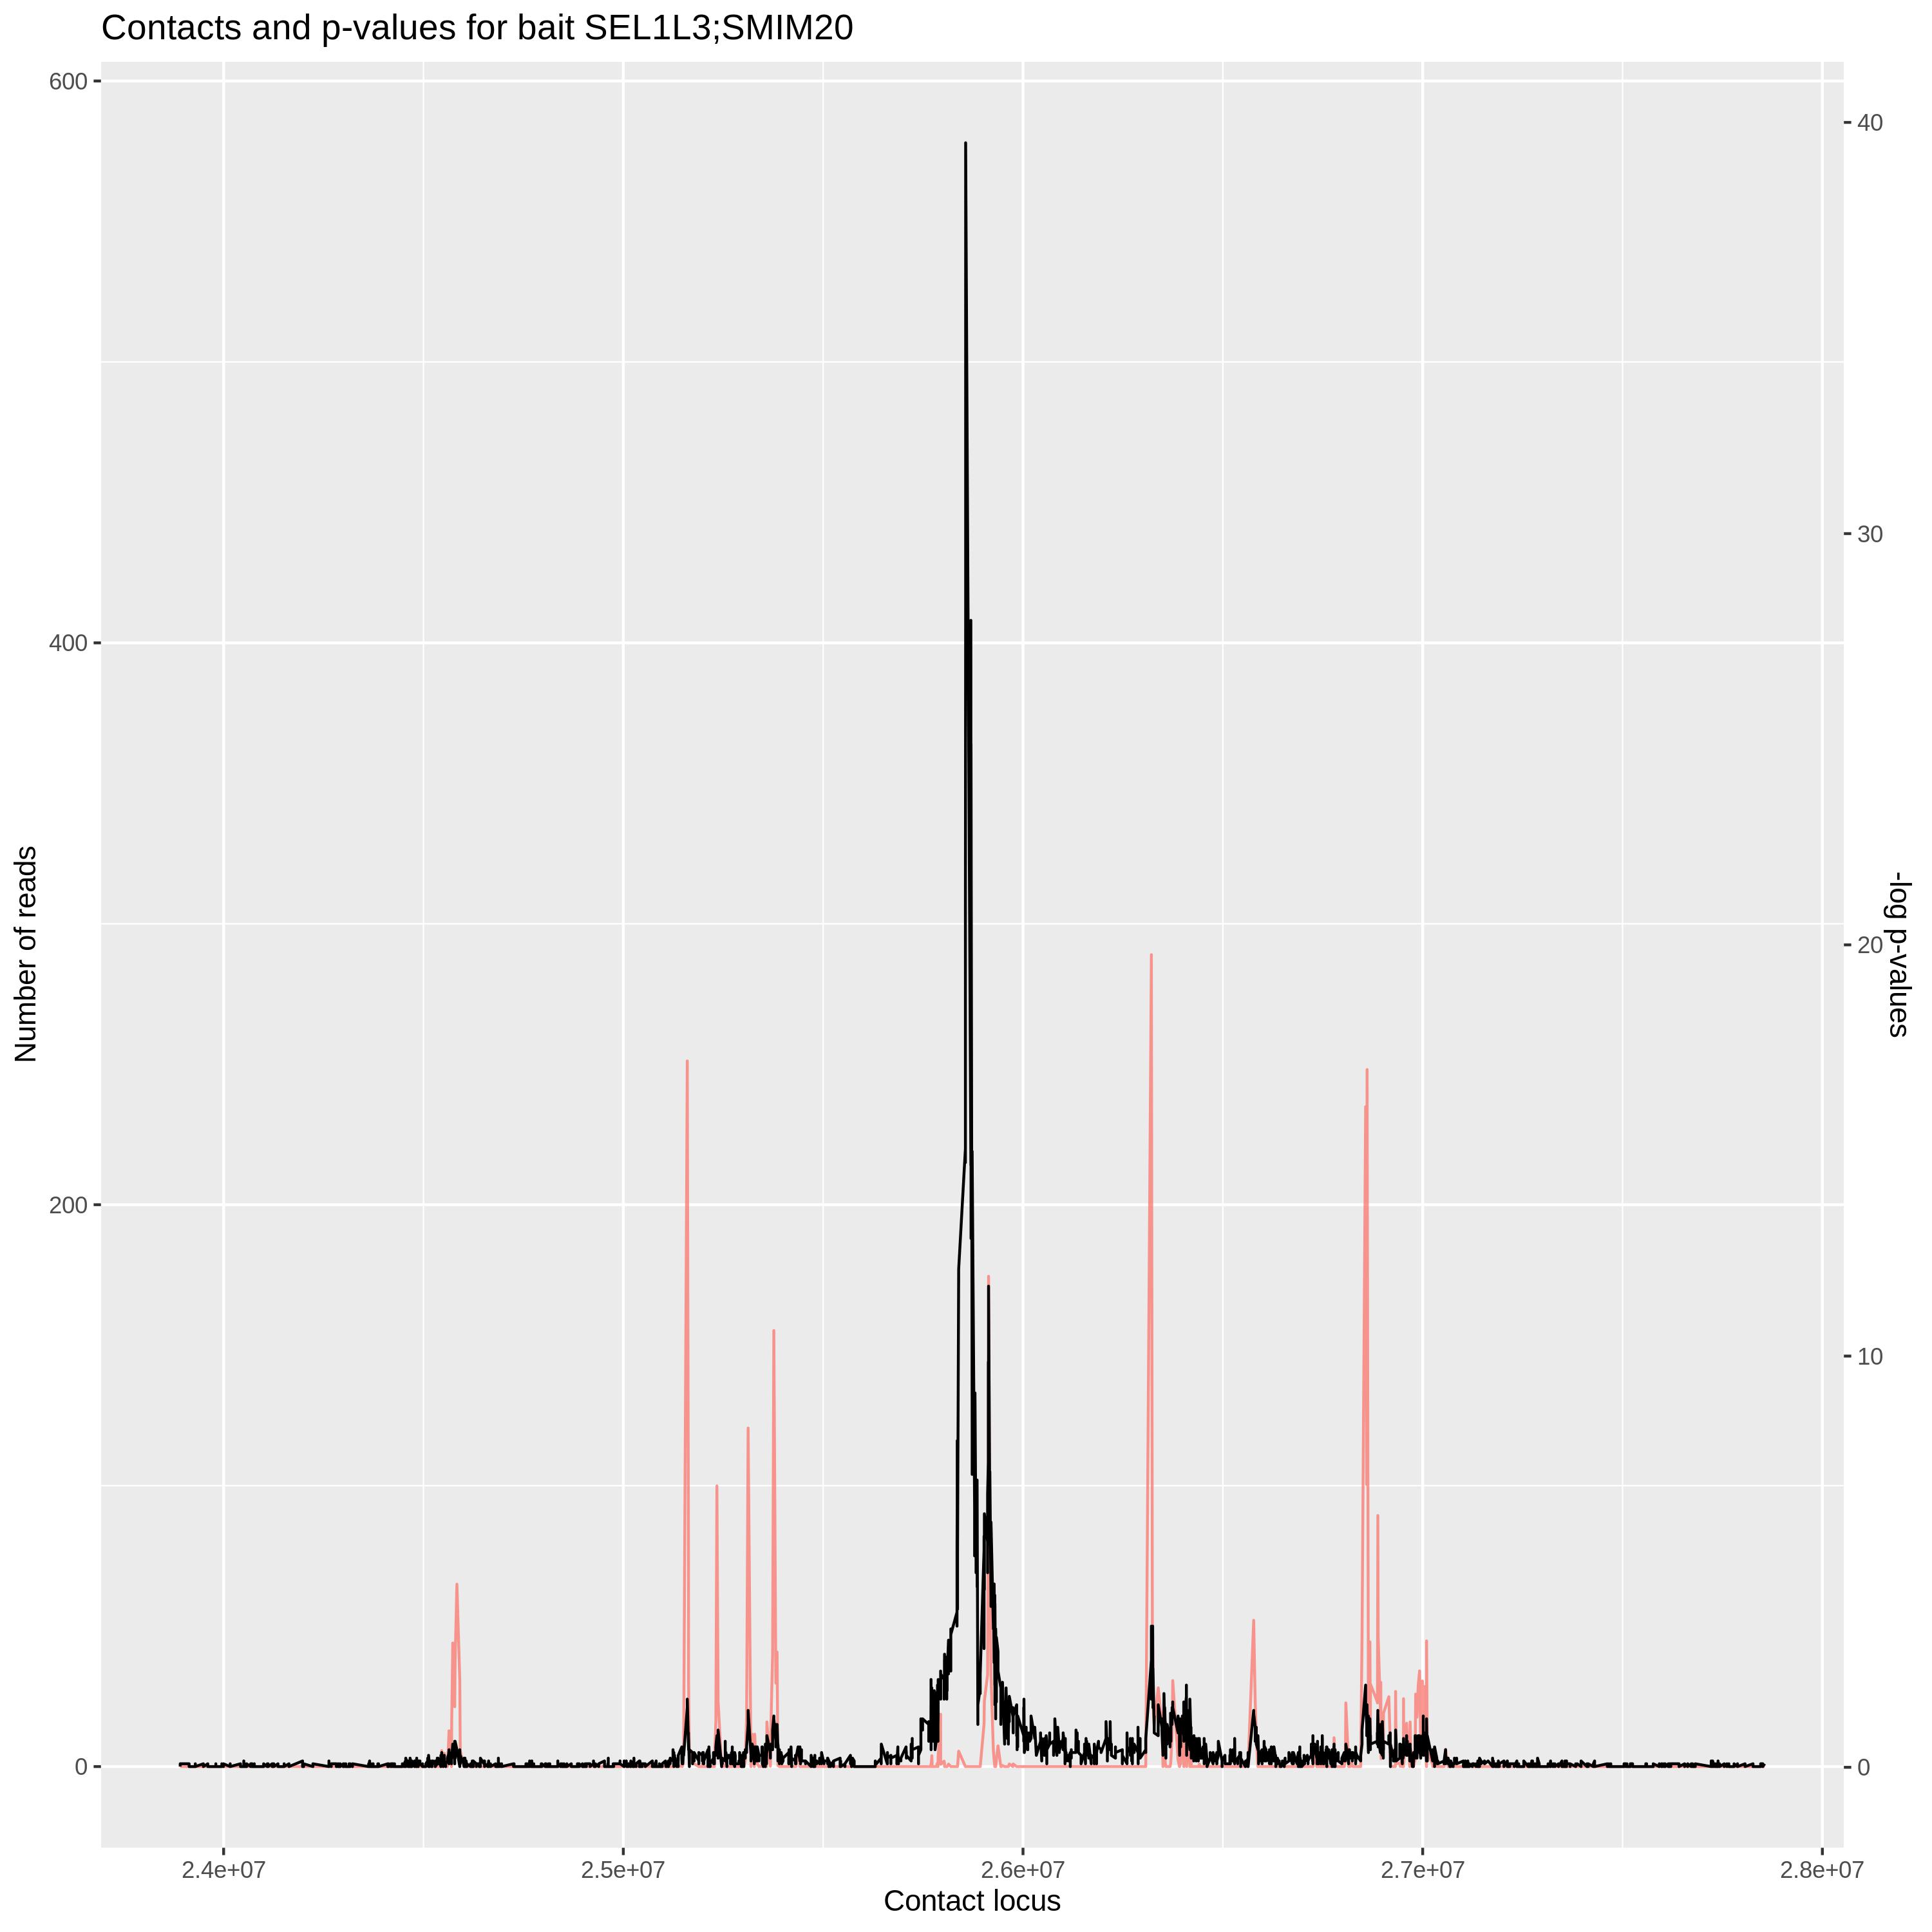 Contacts and p-values for bait SEL1L3;SMIM20
600
400
200
0
Number of reads
40
30
20
10
0
-log p-values
2.4e+07
2.5e+07
2.6e+07
2.7e+07
2.8e+07
Contact locus